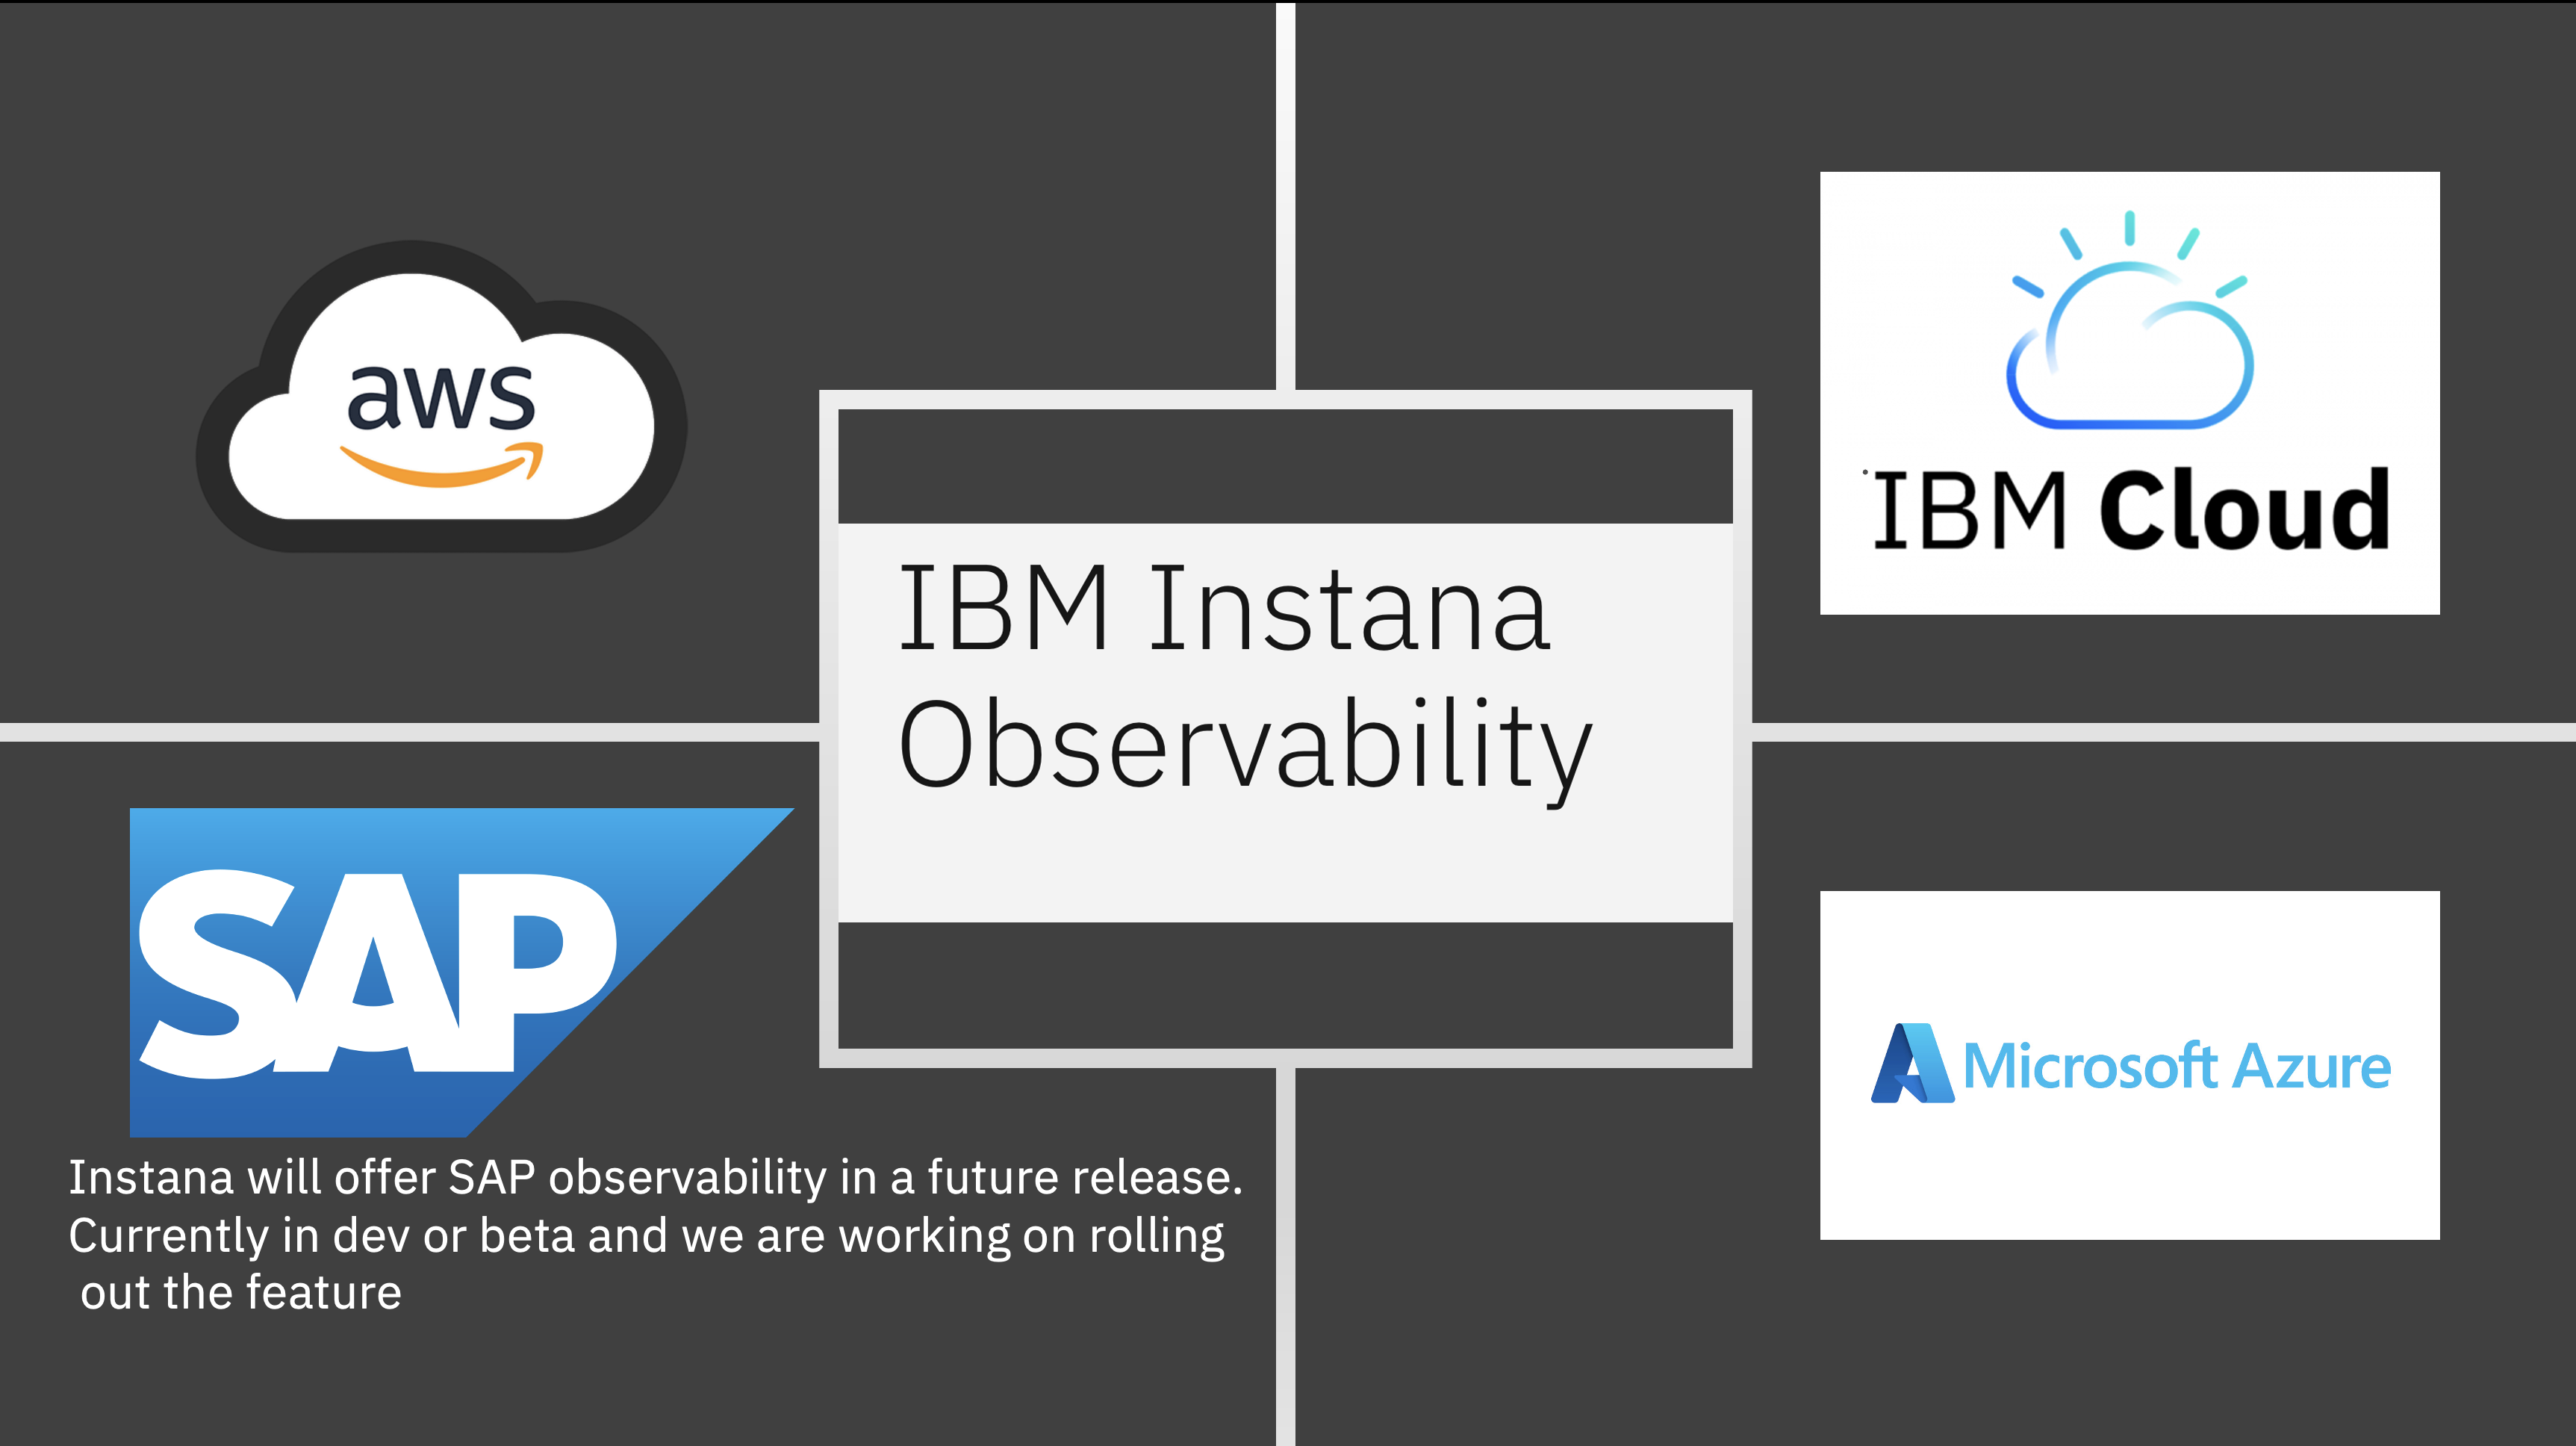 aws
IBM Cloud
IBM Instana
Observability
SAP
Instana will offer SAP observability in a future release.
Currently in dev or beta and we are working on rolling
out the feature
Microsoft Azure